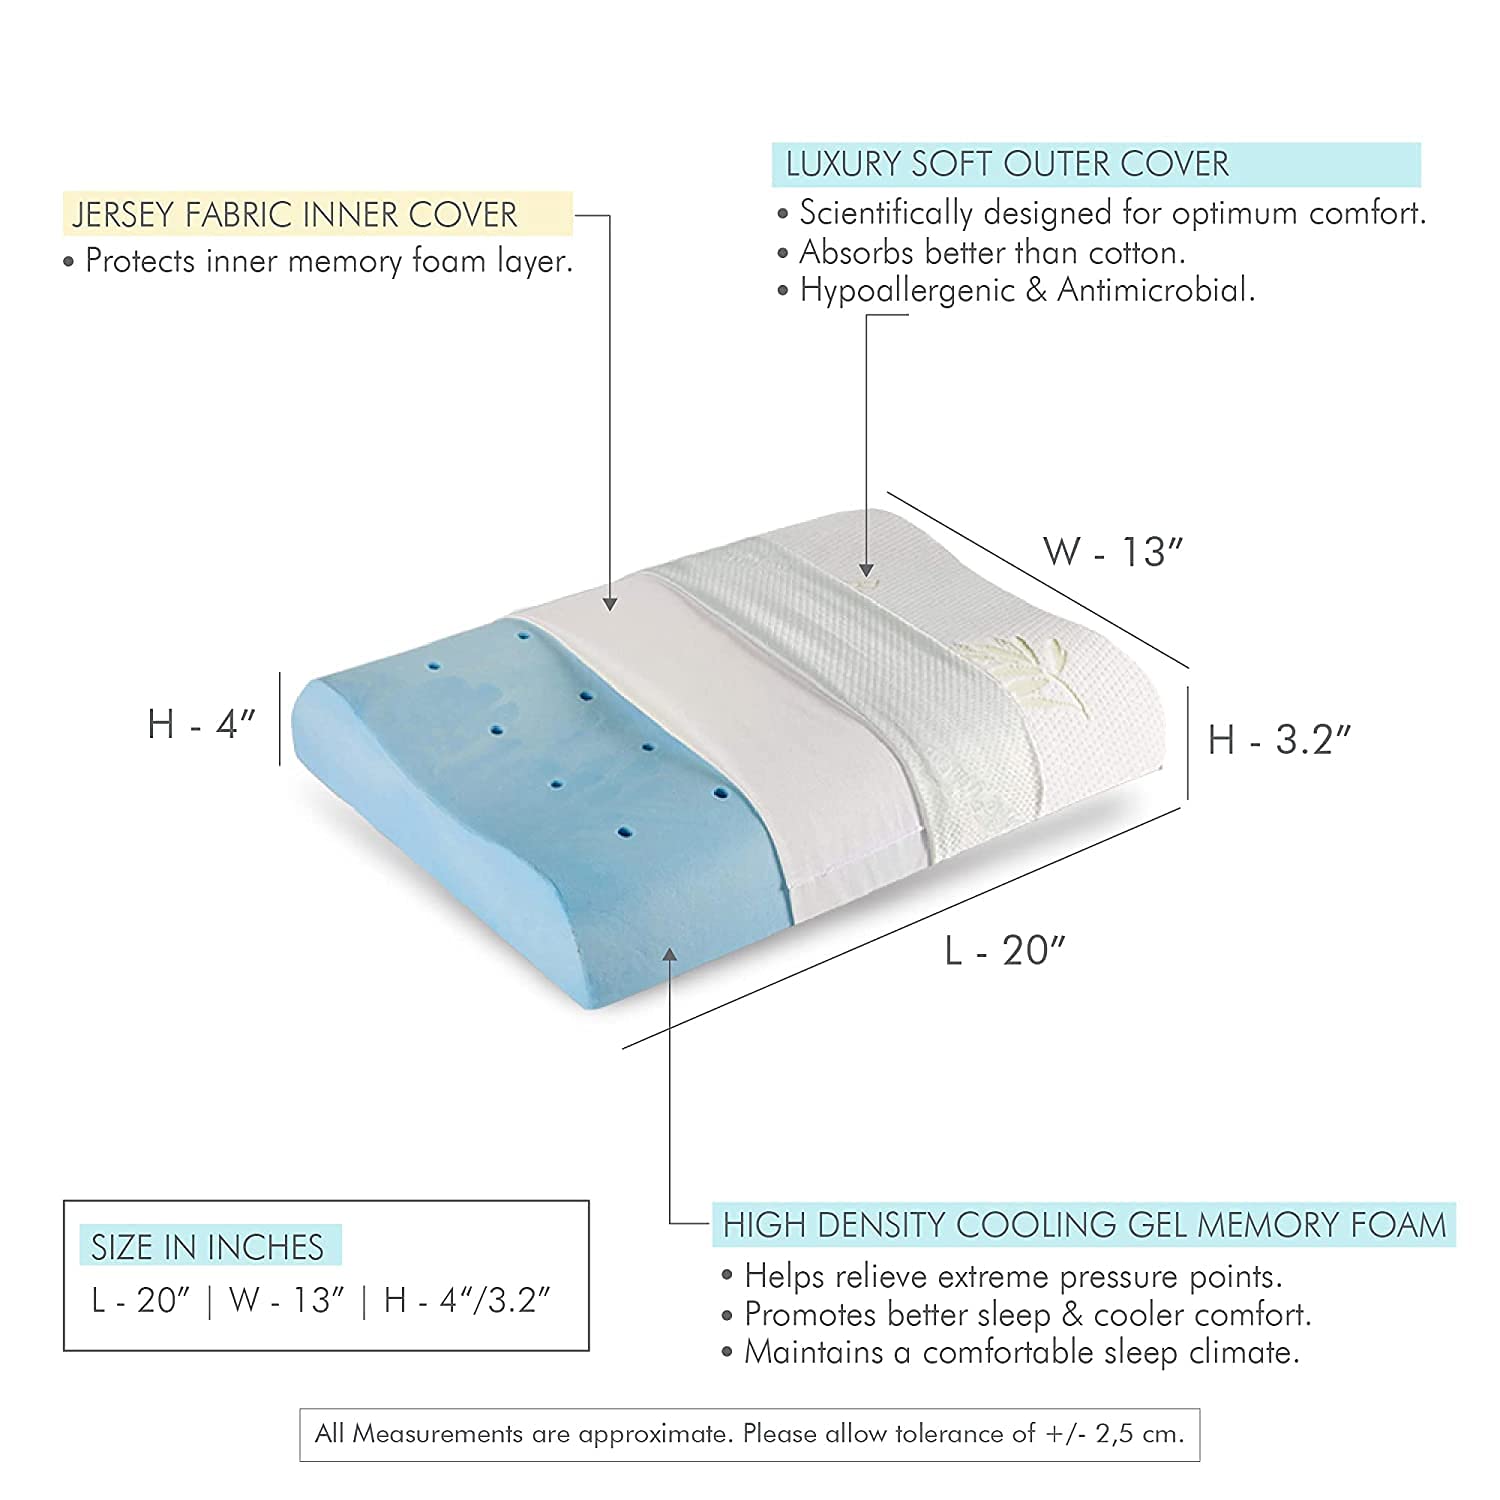 LUXURY SOFT OUTER COVER
• Scientifically designed for optimum comfort.
• Absorbs better than cotton.
• Hypoallergenic & Antimicrobial.
JERSEY FABRIC INNER COVER
• Protects inner memory foam layer.
W - 13”
H - 4”
H - 3.2”
L - 20”
HIGH DENSITY COOLING GEL MEMORY FOAM
• Helps relieve extreme pressure points.
• Promotes better sleep & cooler comfort.
• Maintains a comfortable sleep climate.
SIZE IN INCHES
L - 20” | W - 13” | H - 4“/3.2”
All Measurements are approximate. Please allow tolerance of +/- 2,5 cm.